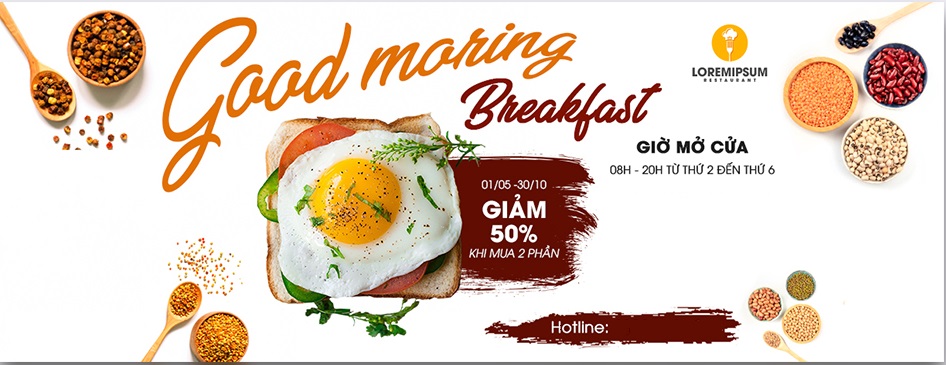 Good moring
Breakfast
LOREMIPSUM
RESTAURANT
GIỜ MỞ CỬA
08H - 20H TỪ THỨ 2 ĐẾN THỨ 6
01/05 -30/10
GIẢM
50%
KHI MUA 2 PHẦN
Hotline: